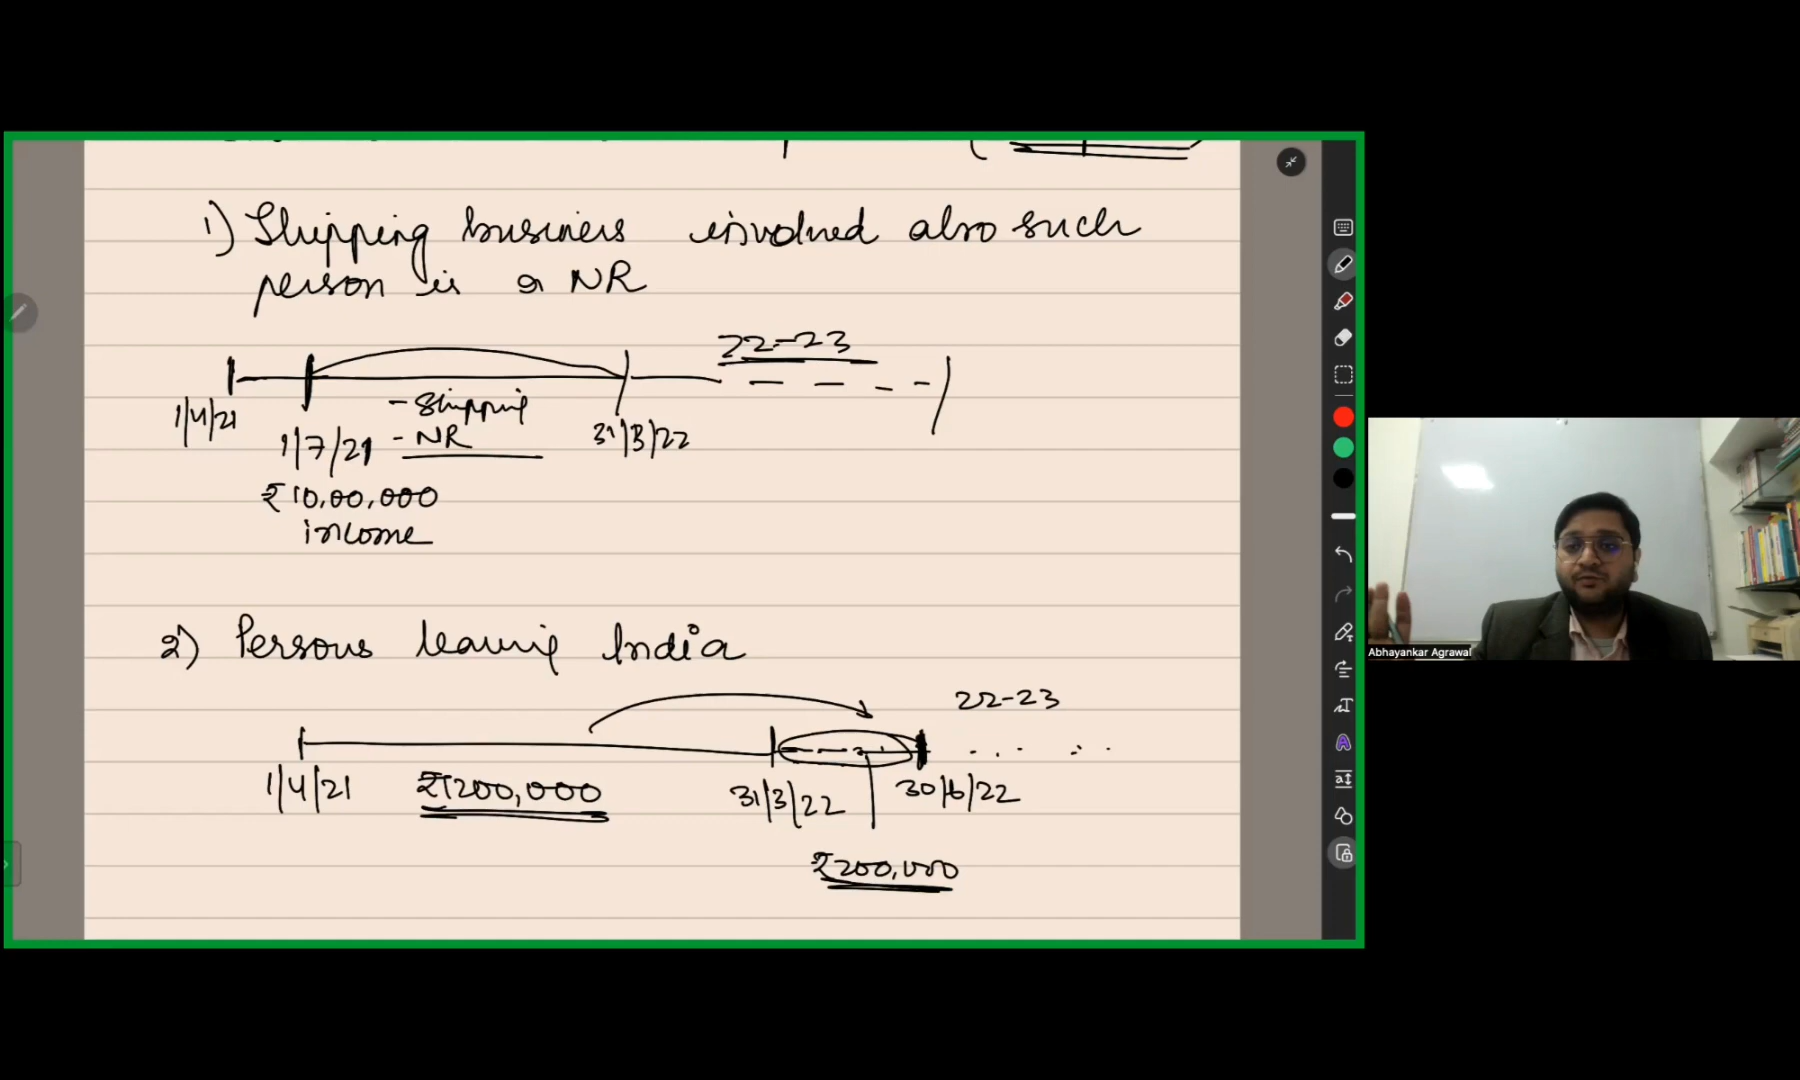 1) Shipping business involved also such
person is a NR
22-23
- Shipping
1/4/21
1/7/21 - NR
31/3/22
₹10,00,000
income
2) Persons leaving India
22-23
1/4/21 ₹1200,000 31/3/22 30/6/22
₹200,000
Abhayankar Agrawal